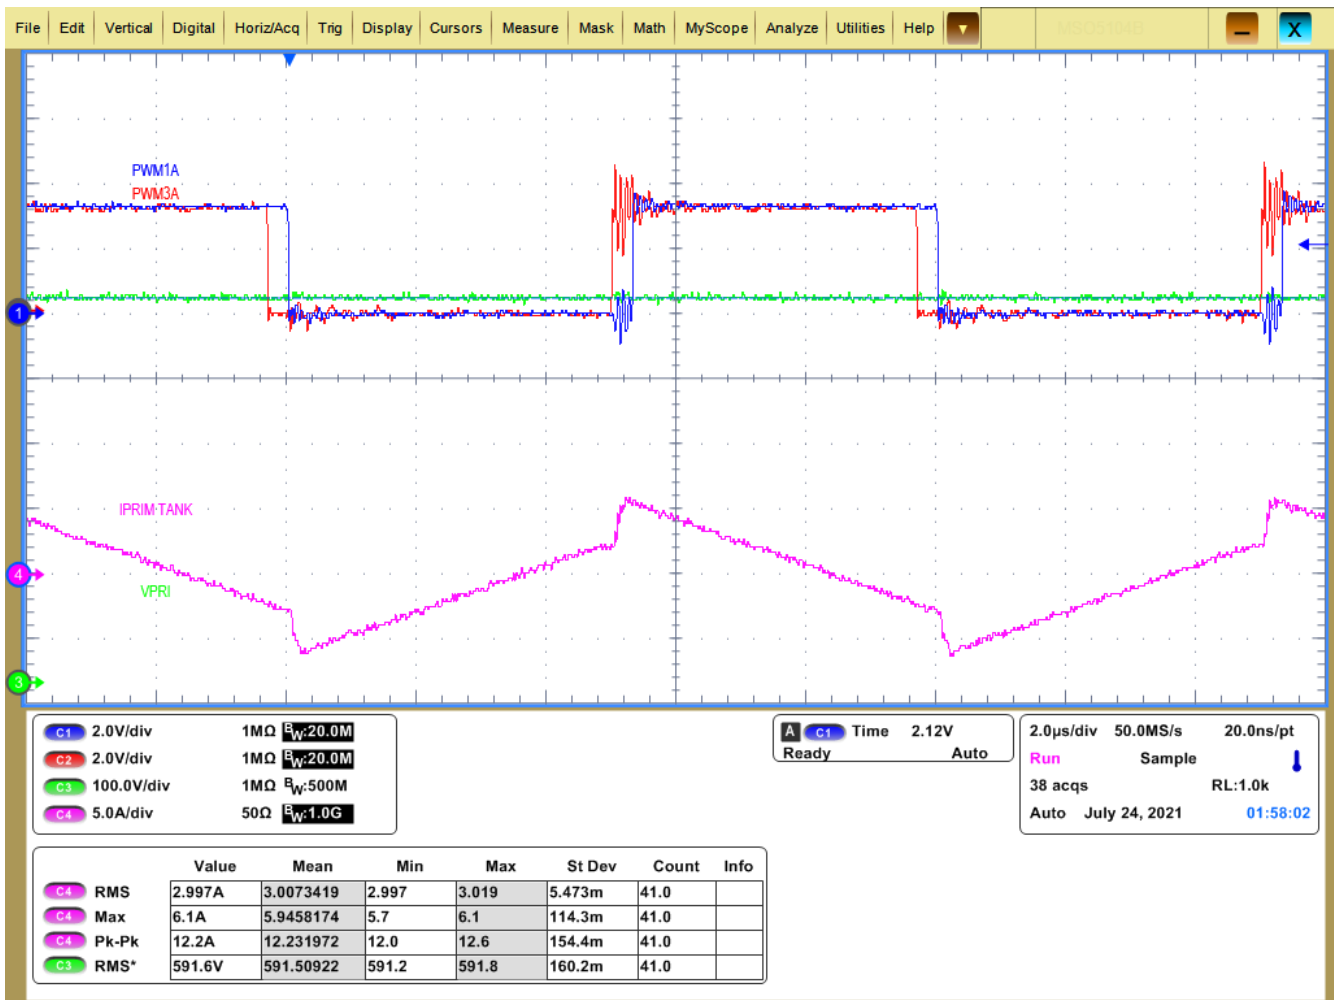 File Edit Vertical Digital Horiz/Acq Trig Display Cursors Measure Mask Math MyScope Analyze Utilities Help X
PWM1A
PWM3A
1
IPRIM TANK
4
VPRI
3
C1 2.0V/div 1MΩ BW:20.0M
C2 2.0V/div 1MΩ BW:20.0M
C3 100.0V/div 1MΩ BW:500M
C4 5.0A/div 50Ω BW:1.0G
A C1 Time 2.12V
Ready Auto
2.0µs/div 50.0MS/s 20.0ns/pt
Run Sample
38 acqs RL:1.0k
Auto July 24, 2021 01:58:02
Value Mean Min Max St Dev Count Info
C4 RMS 2.997A 3.0073419 2.997 3.019 5.473m 41.0
C4 Max 6.1A 5.9458174 5.7 6.1 114.3m 41.0
C4 Pk-Pk 12.2A 12.231972 12.0 12.6 154.4m 41.0
C3 RMS* 591.6V 591.50922 591.2 591.8 160.2m 41.0